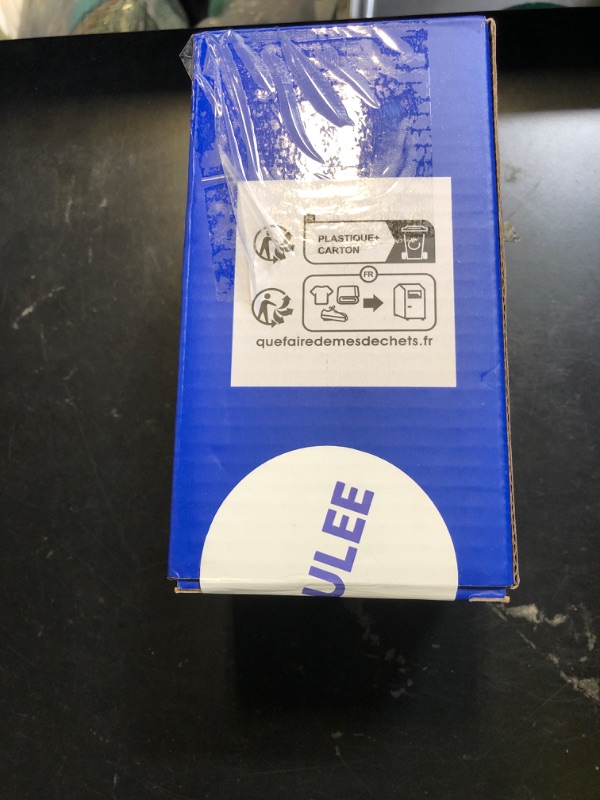 PLASTIQUE+
CARTON
FR
quefairedemesdechets.fr
ULEE